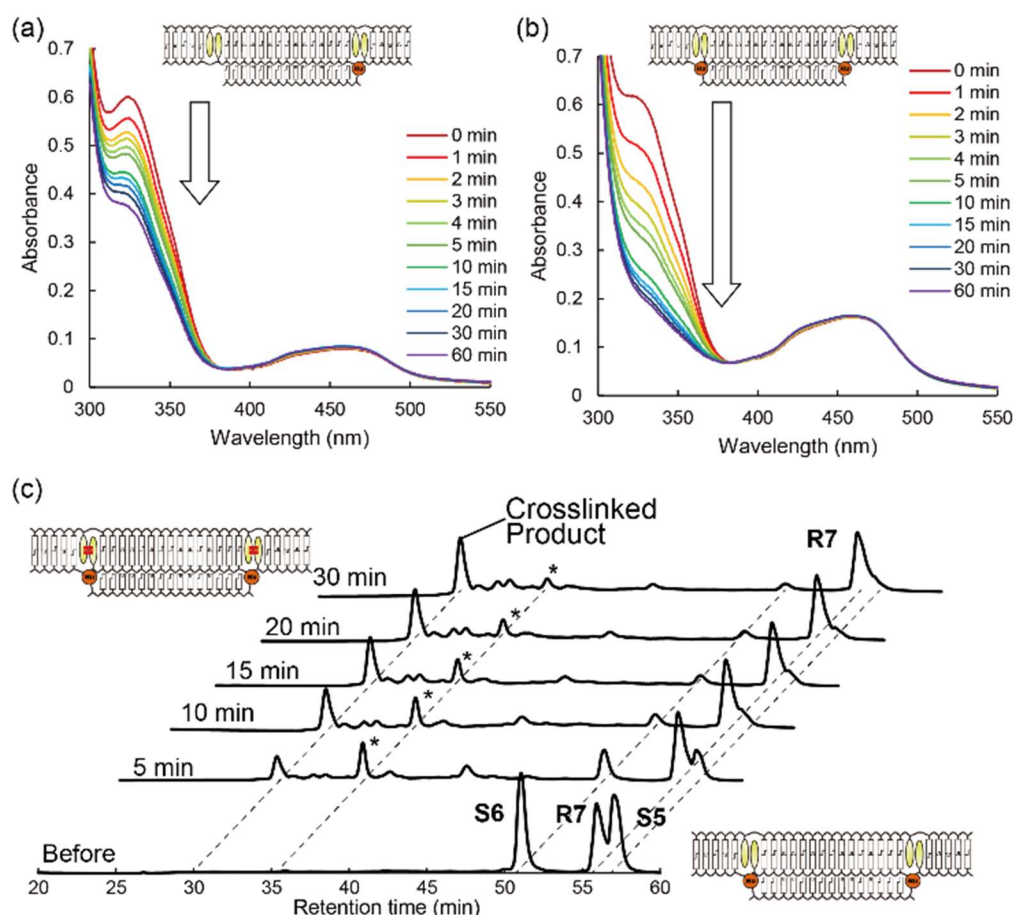 (a)
0.7
0.6
0.5
0.4
0.3
0.2
0.1
0
Absorbance
300 350 400 450 500 550
Wavelength (nm)
0 min
1 min
2 min
3 min
4 min
5 min
10 min
15 min
20 min
30 min
60 min
(b)
0.7
0.6
0.5
0.4
0.3
0.2
0.1
0
Absorbance
300 350 400 450 500 550
Wavelength (nm)
0 min
1 min
2 min
3 min
4 min
5 min
10 min
15 min
20 min
30 min
60 min
(c)
Crosslinked
Product
R7
30 min
*
20 min
*
15 min
*
10 min
*
5 min
*
S6 R7 S5
Before
20 25 30 35 40 45 50 55 60
Retention time (min)